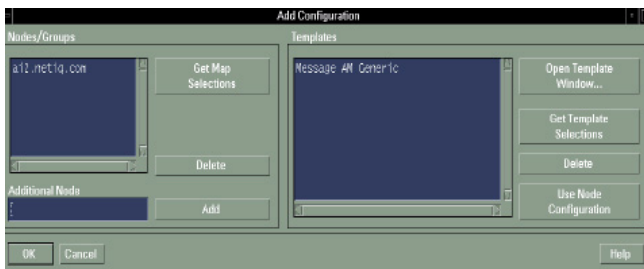 Add Configuration
Nodes/Groups
Templates
ai2.netiq.com
Get Map
Selections
Message AM Generic
Open Template
Window...
Get Template
Selections
Delete
Delete
Additional Node
Add
Use Node
Configuration
OK
Cancel
Help